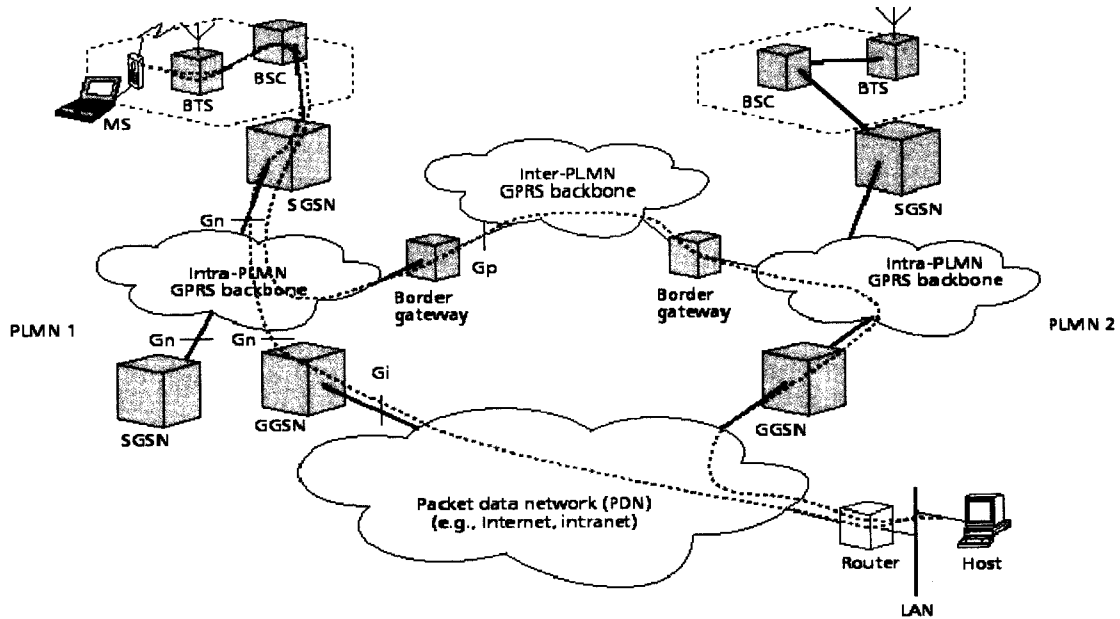 BSC
BTS
MS
BSC
BTS
SGSN
SGSN
Inter-PLMN
GPRS backbone
Gn
Gp
Intra-PLMN
GPRS backbone
Border
gateway
Border
gateway
Intra-PLMN
GPRS backbone
PLMN 1
PLMN 2
Gn
Gn
SGSN
GGSN
Gi
GGSN
Packet data network (PDN)
(e.g., Internet, intranet)
Router
Host
LAN